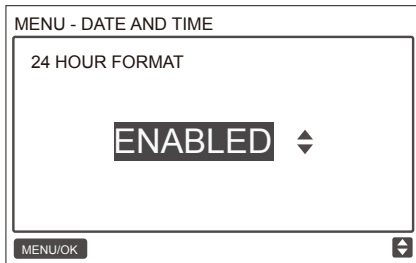 MENU - DATE AND TIME
24 HOUR FORMAT
ENABLED
MENU/OK